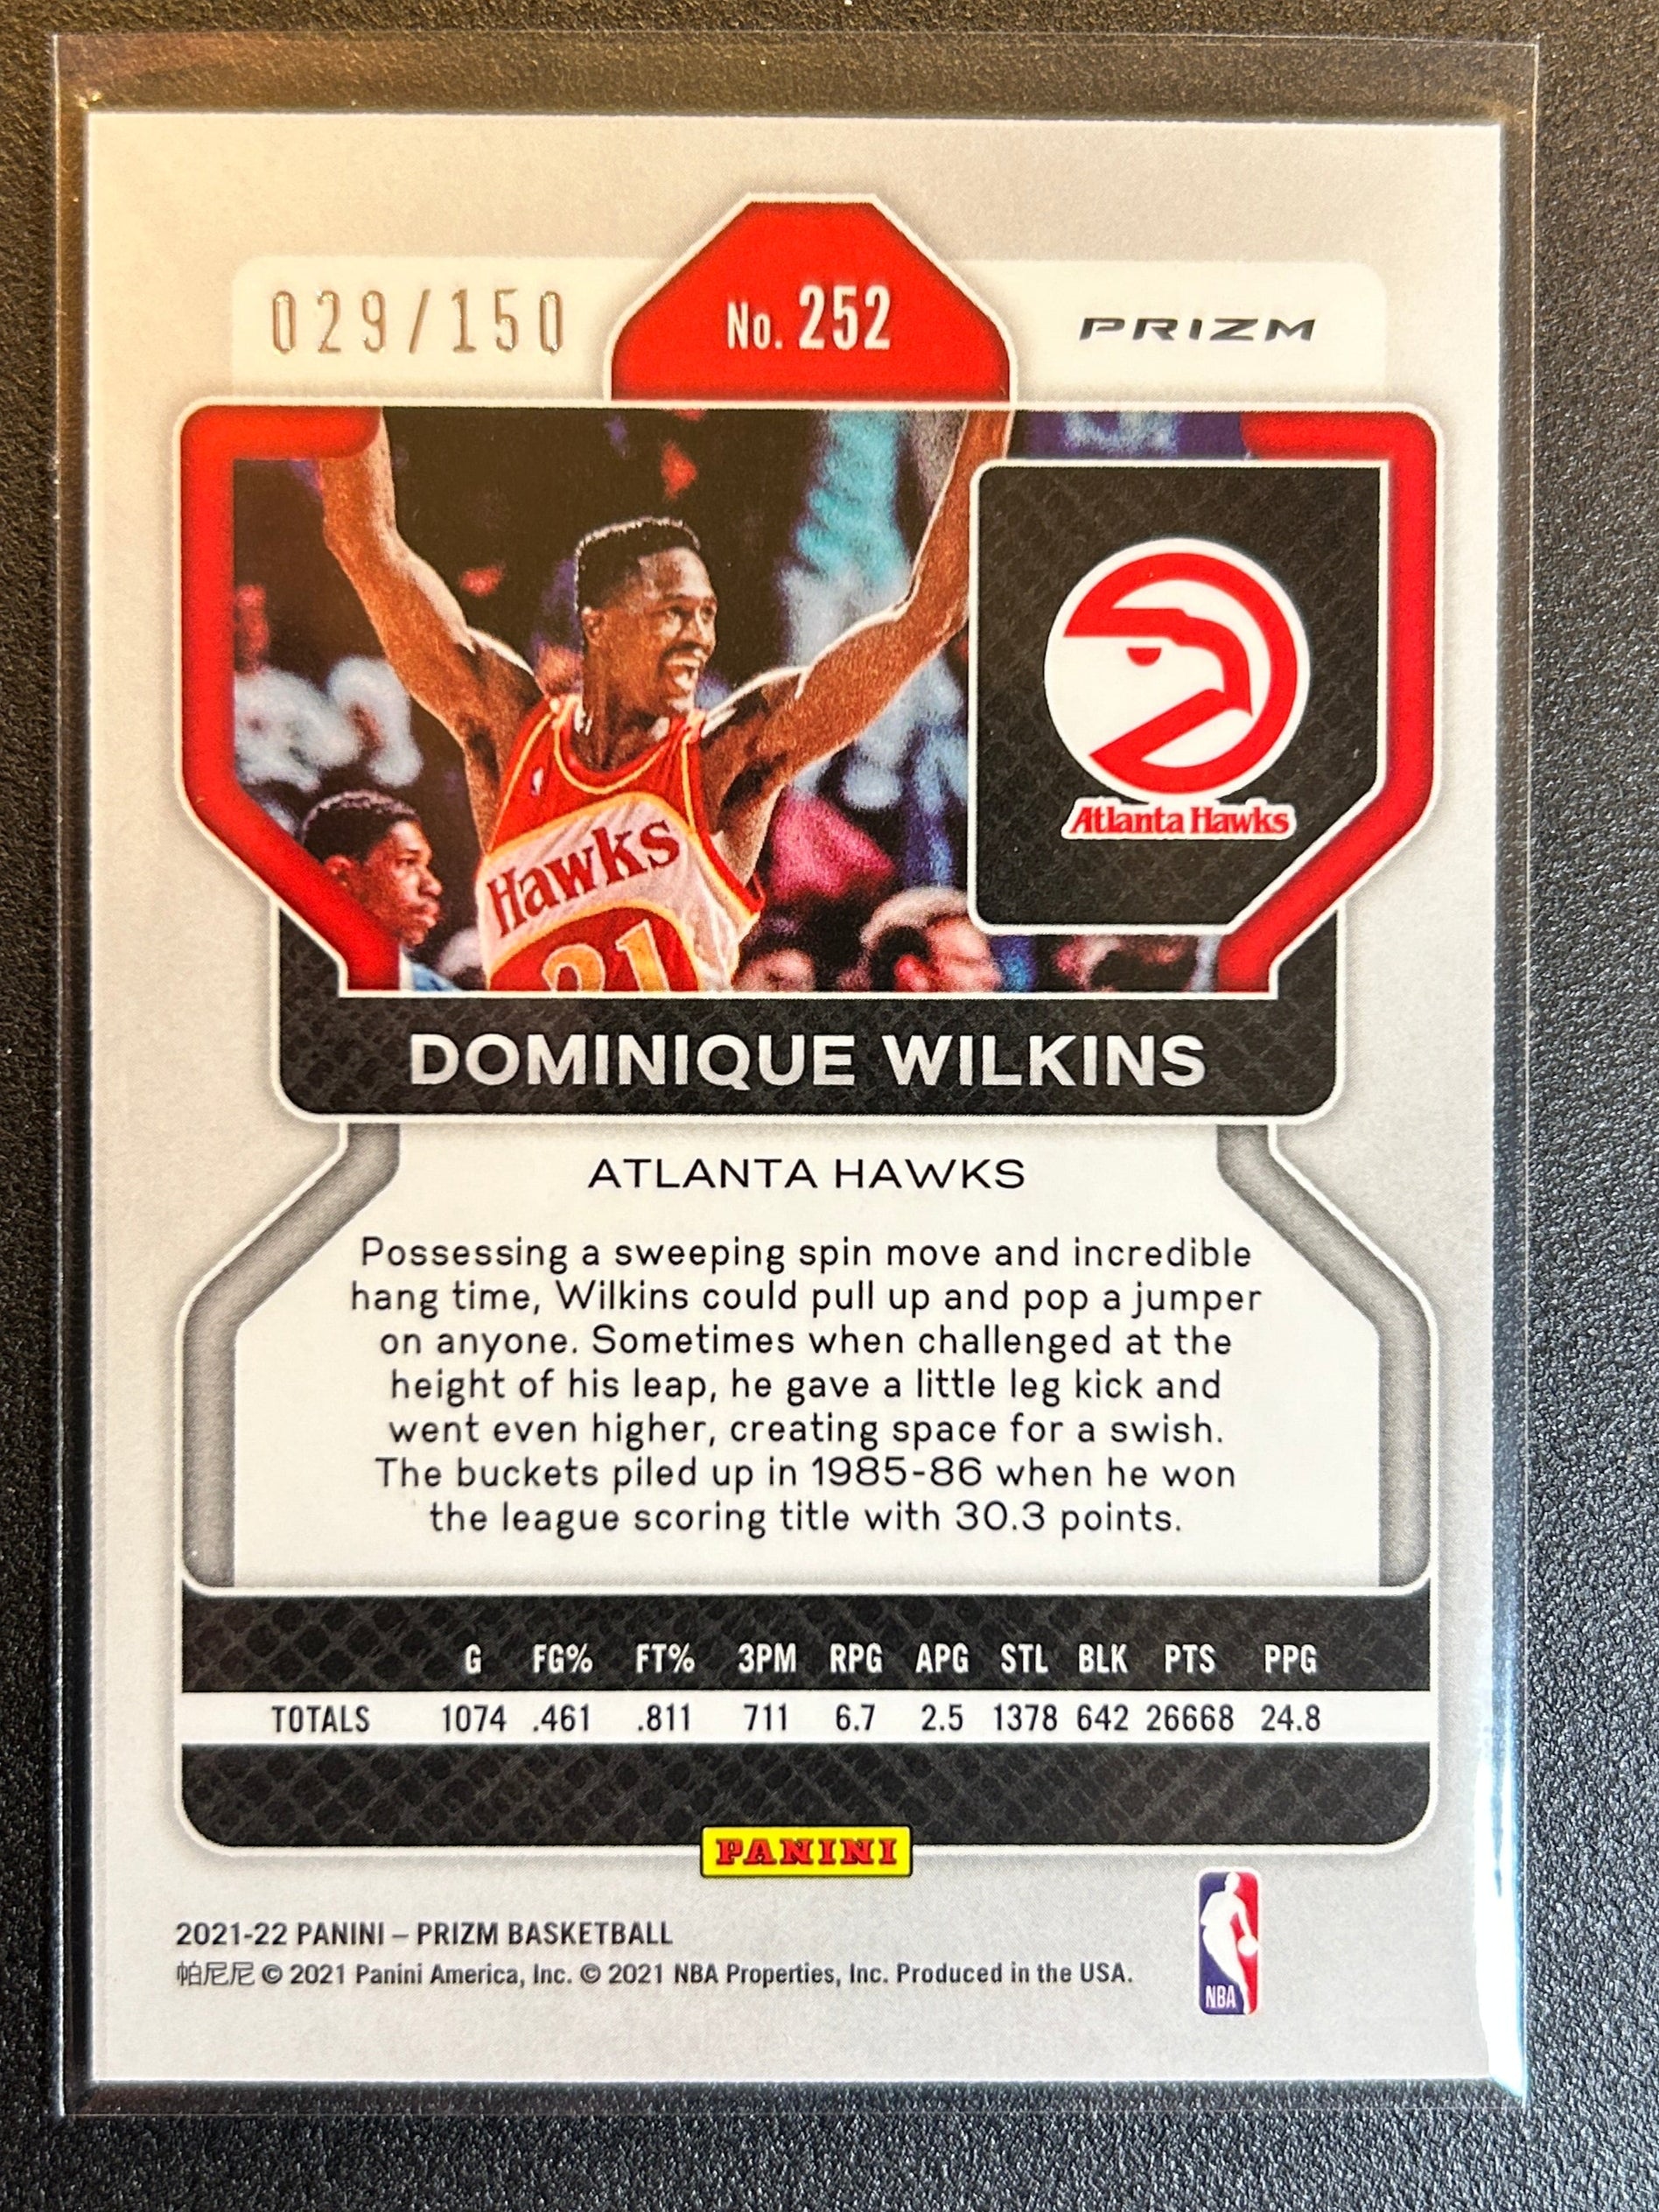 029/150
No. 252
PRIZM
Atlanta Hawks
Hawks
21
DOMINIQUE WILKINS
ATLANTA HAWKS
Possessing a sweeping spin move and incredible
hang time, Wilkins could pull up and pop a jumper
on anyone. Sometimes when challenged at the
height of his leap, he gave a little leg kick and
went even higher, creating space for a swish.
The buckets piled up in 1985-86 when he won
the league scoring title with 30.3 points.
G FG% FT% 3PM RPG APG STL BLK PTS PPG
TOTALS 1074 .461 .811 711 6.7 2.5 1378 642 26668 24.8
PANINI
2021-22 PANINI – PRIZM BASKETBALL
帕尼尼 © 2021 Panini America, Inc. © 2021 NBA Properties, Inc. Produced in the USA.
NBA